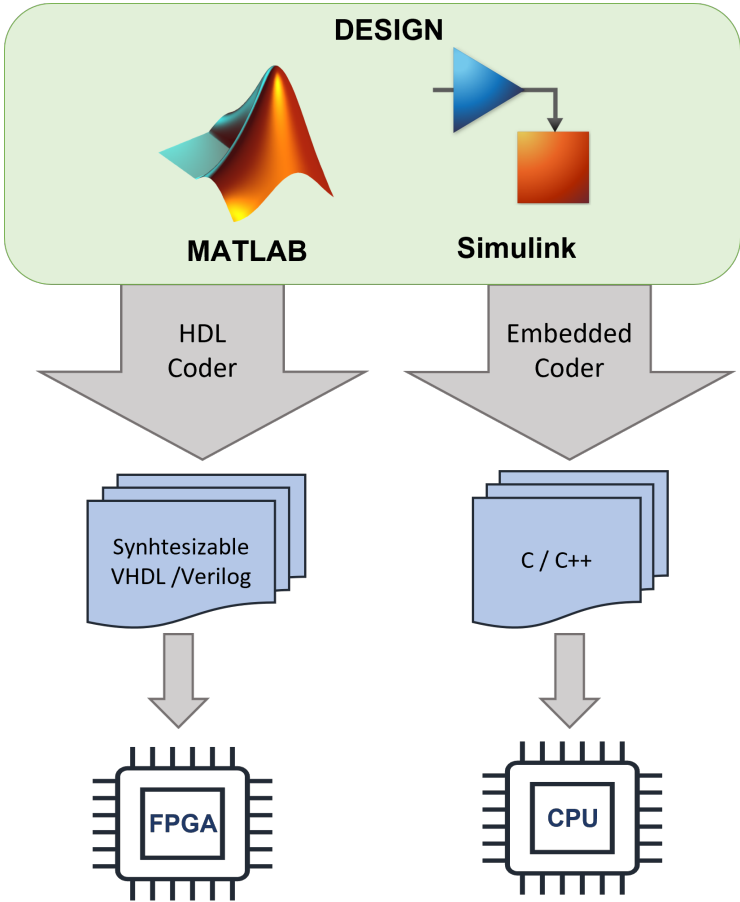 DESIGN
MATLAB
Simulink
HDL
Coder
Embedded
Coder
Synhtesizable
VHDL /Verilog
C / C++
FPGA
CPU